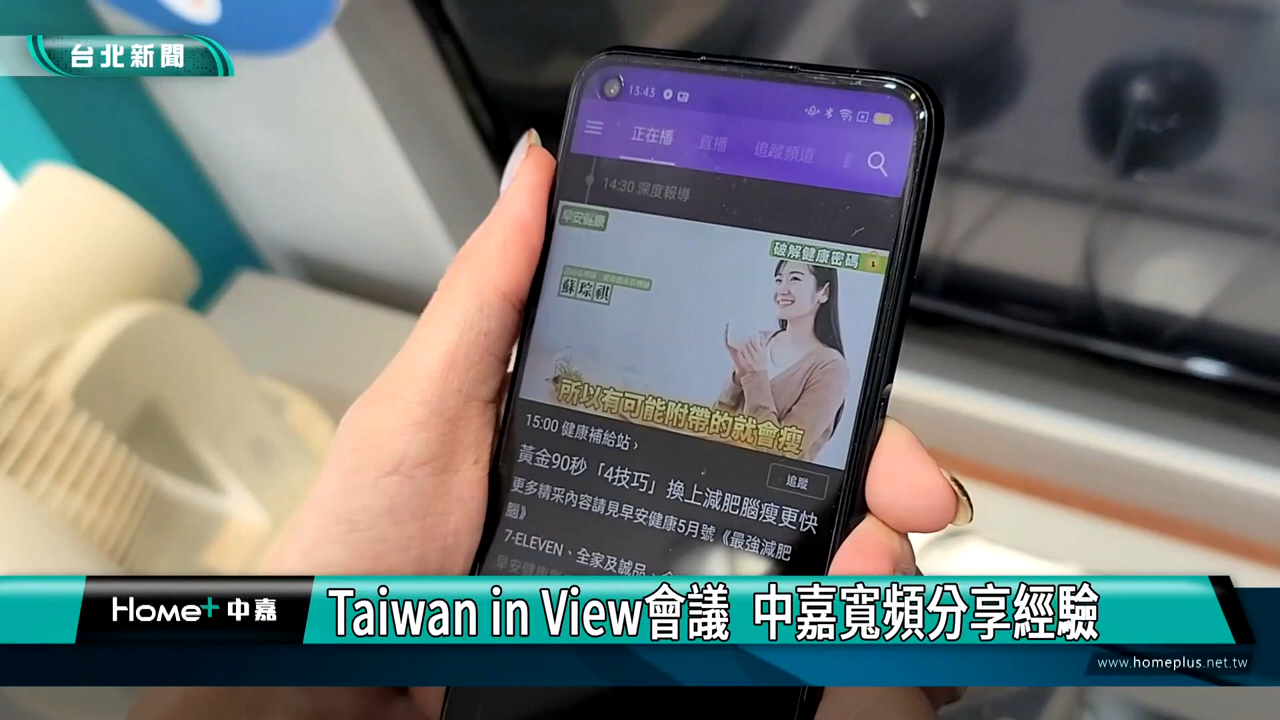 台北新聞
13:43
正在播 直播 追蹤頻道
14:30 深度報導
早安健康
破解健康密碼 1
蘇琮祺
所以有可能附帶的就會瘦
15:00 健康補給站 ›
追蹤
黃金90秒「4技巧」換上減肥腦瘦更快
更多精采內容請見早安健康5月號《最強減肥
腦》
7-ELEVEN、全家及誠品、金
Home+中嘉
Taiwan in View會議 中嘉寬頻分享經驗
www.homeplus.net.tw